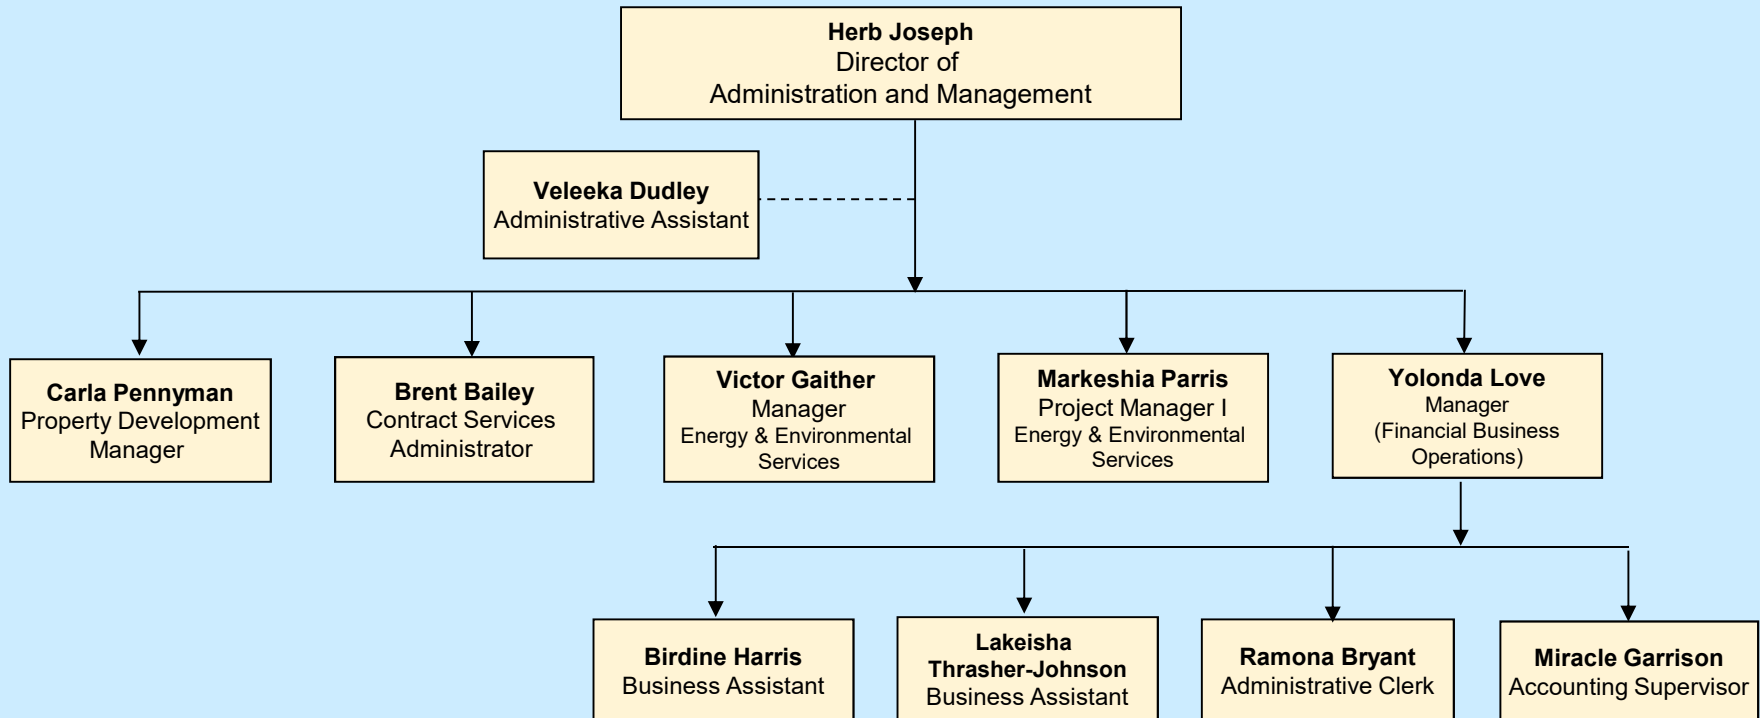 Herb Joseph
Director of
Administration and Management
Veleeka Dudley
Administrative Assistant
Carla Pennyman
Property Development
Manager
Brent Bailey
Contract Services
Administrator
Victor Gaither
Manager
Energy & Environmental
Services
Markeshia Parris
Project Manager I
Energy & Environmental
Services
Yolonda Love
Manager
(Financial Business
Operations)
Birdine Harris
Business Assistant
Lakeisha
Thrasher-Johnson
Business Assistant
Ramona Bryant
Administrative Clerk
Miracle Garrison
Accounting Supervisor